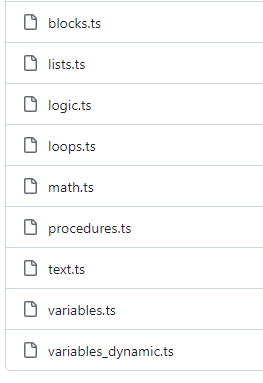 blocks.ts
lists.ts
logic.ts
loops.ts
math.ts
procedures.ts
text.ts
variables.ts
variables_dynamic.ts